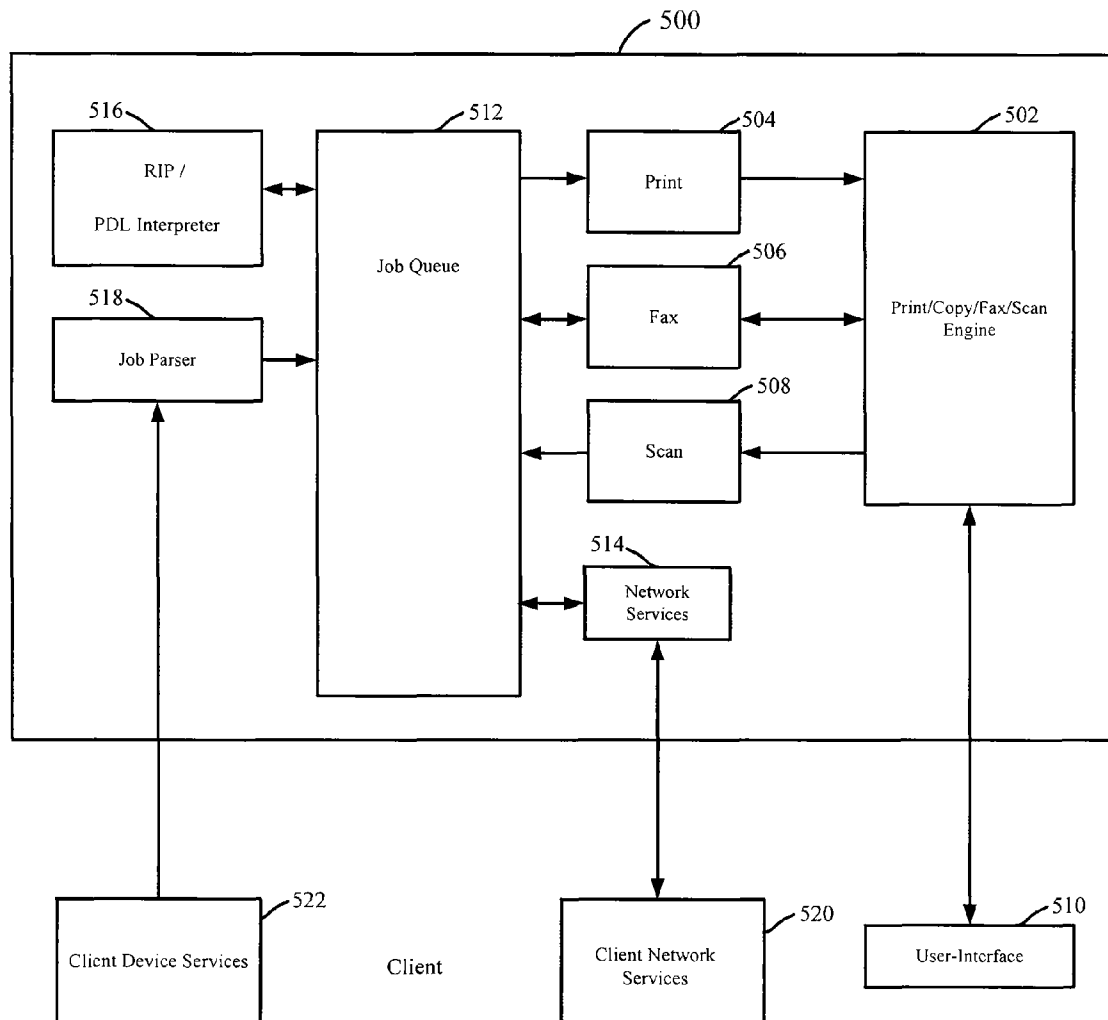 500
516
512
504
502
RIP /
PDL Interpreter
Job Queue
Print
506
Fax
Print/Copy/Fax/Scan
Engine
518
Job Parser
508
Scan
514
Network
Services
522
Client Device Services
Client
520
Client Network
Services
510
User-Interface